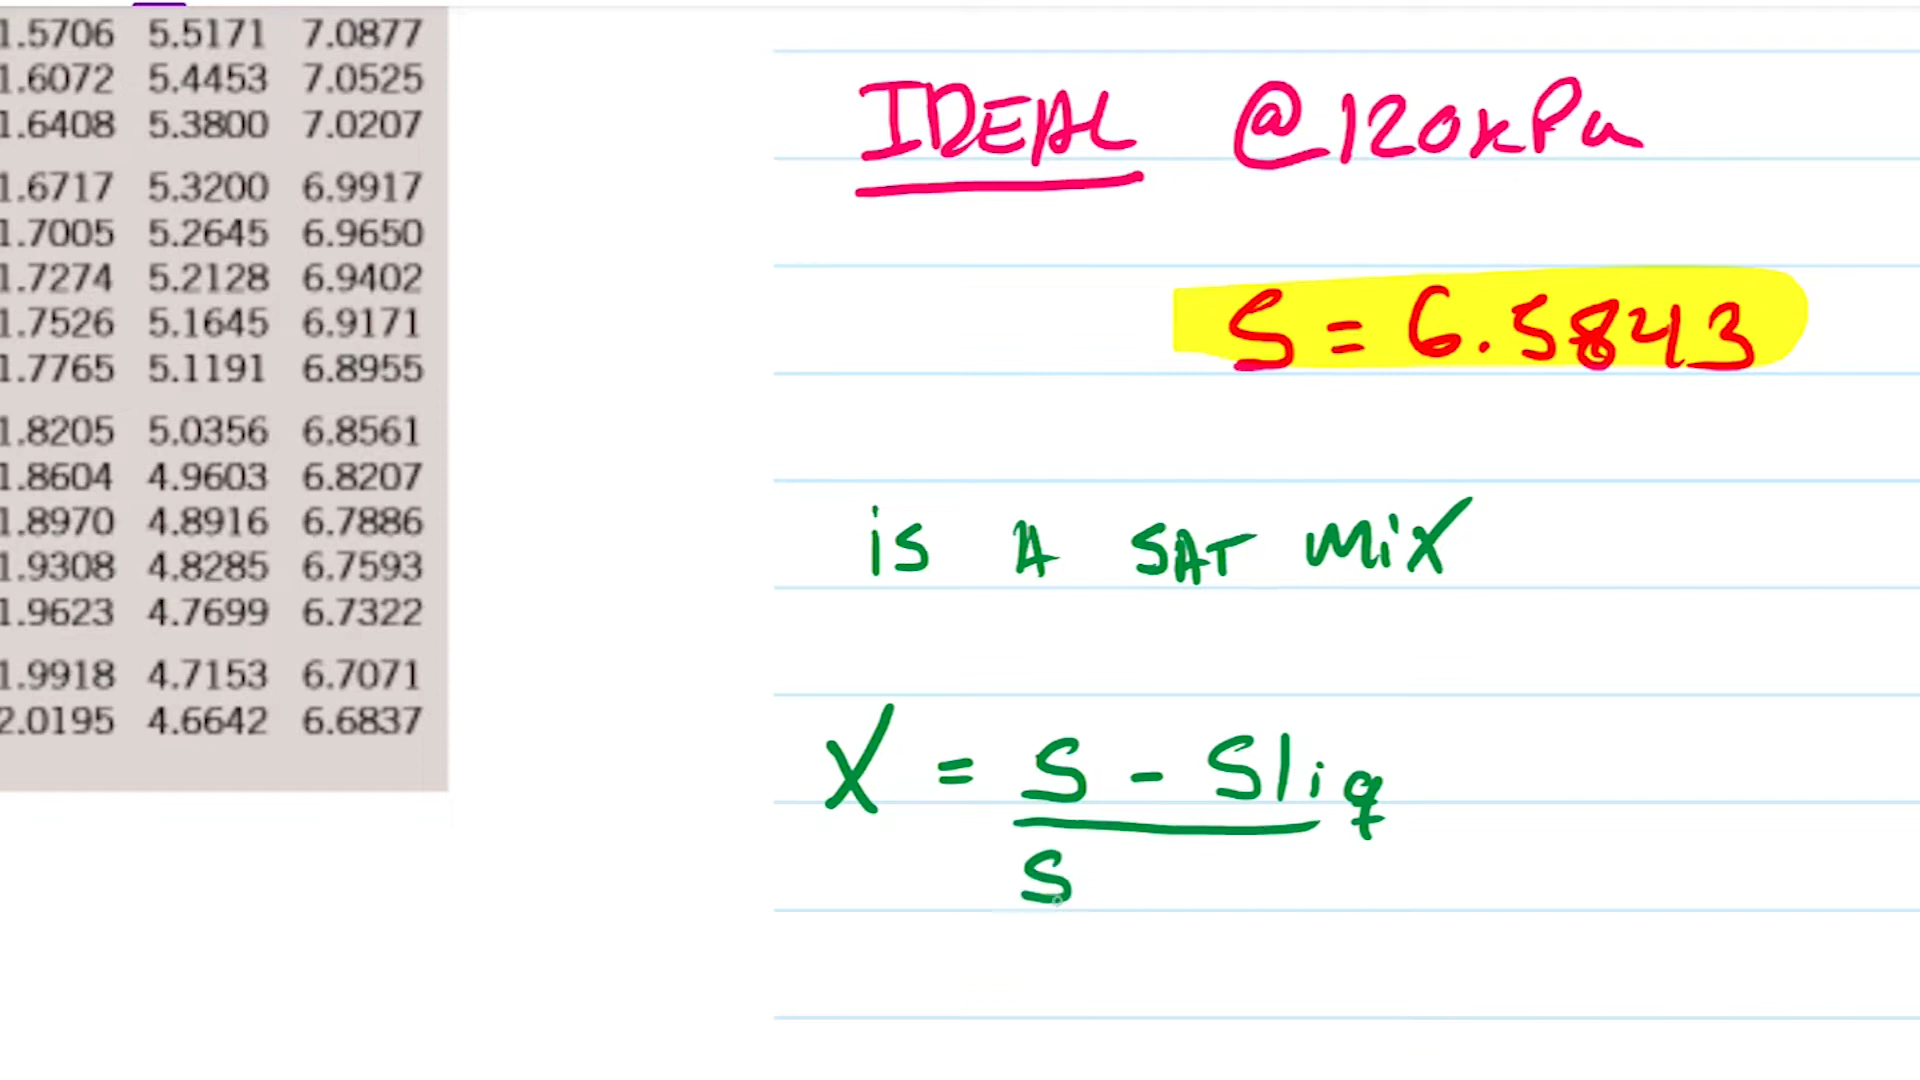 1.5706 5.5171 7.0877
1.6072 5.4453 7.0525
1.6408 5.3800 7.0207
1.6717 5.3200 6.9917
1.7005 5.2645 6.9650
1.7274 5.2128 6.9402
1.7526 5.1645 6.9171
1.7765 5.1191 6.8955
1.8205 5.0356 6.8561
1.8604 4.9603 6.8207
1.8970 4.8916 6.7886
1.9308 4.8285 6.7593
1.9623 4.7699 6.7322
1.9918 4.7153 6.7071
2.0195 4.6642 6.6837
IDEAL @120kPa
S = 6.5843
is A SAT MiX
X = S - Sliq
S